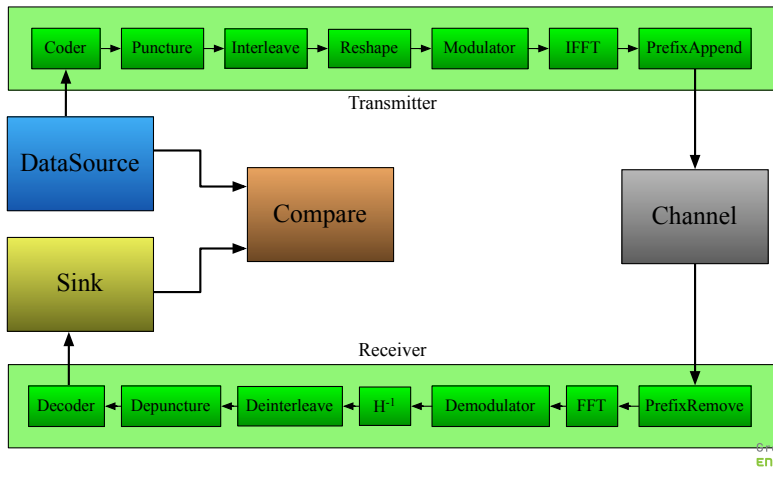 Coder Puncture Interleave Reshape Modulator IFFT PrefixAppend
Transmitter
DataSource
Compare
Channel
Sink
Receiver
Decoder Depuncture Deinterleave H⁻¹ Demodulator FFT PrefixRemove